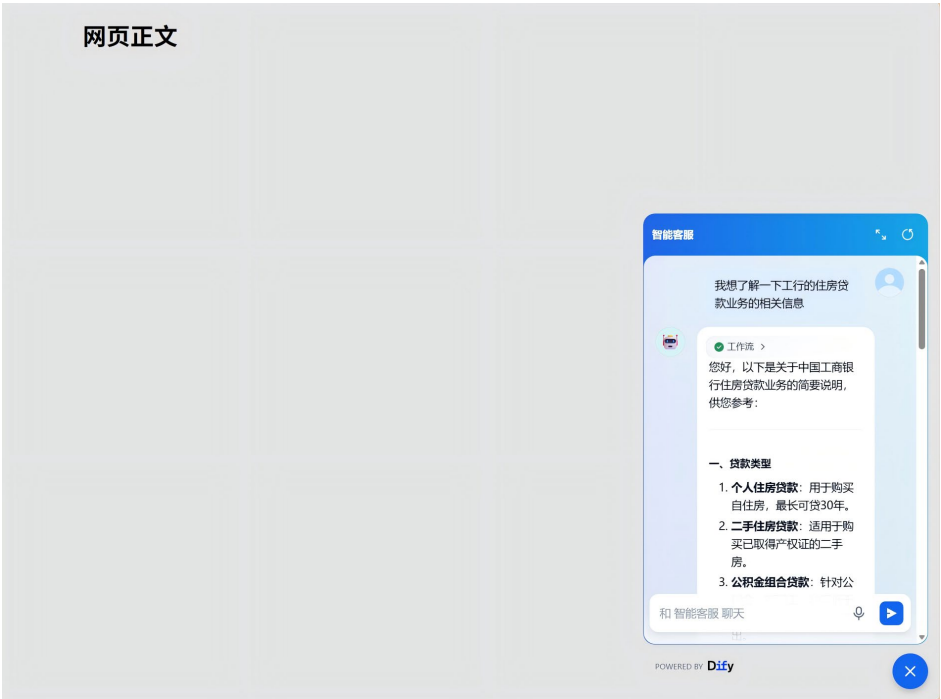 网页正文
智能客服
我想了解一下工行的住房贷
款业务的相关信息
工作流
您好，以下是关于中国工商银
行住房贷款业务的简要说明，
供您参考：
一、贷款类型
1. 个人住房贷款：用于购买
自住房，最长可贷30年。
2. 二手住房贷款：适用于购
买已取得产权证的二手
房。
3. 公积金组合贷款：针对公
和 智能客服 聊天
POWERED BY Dify